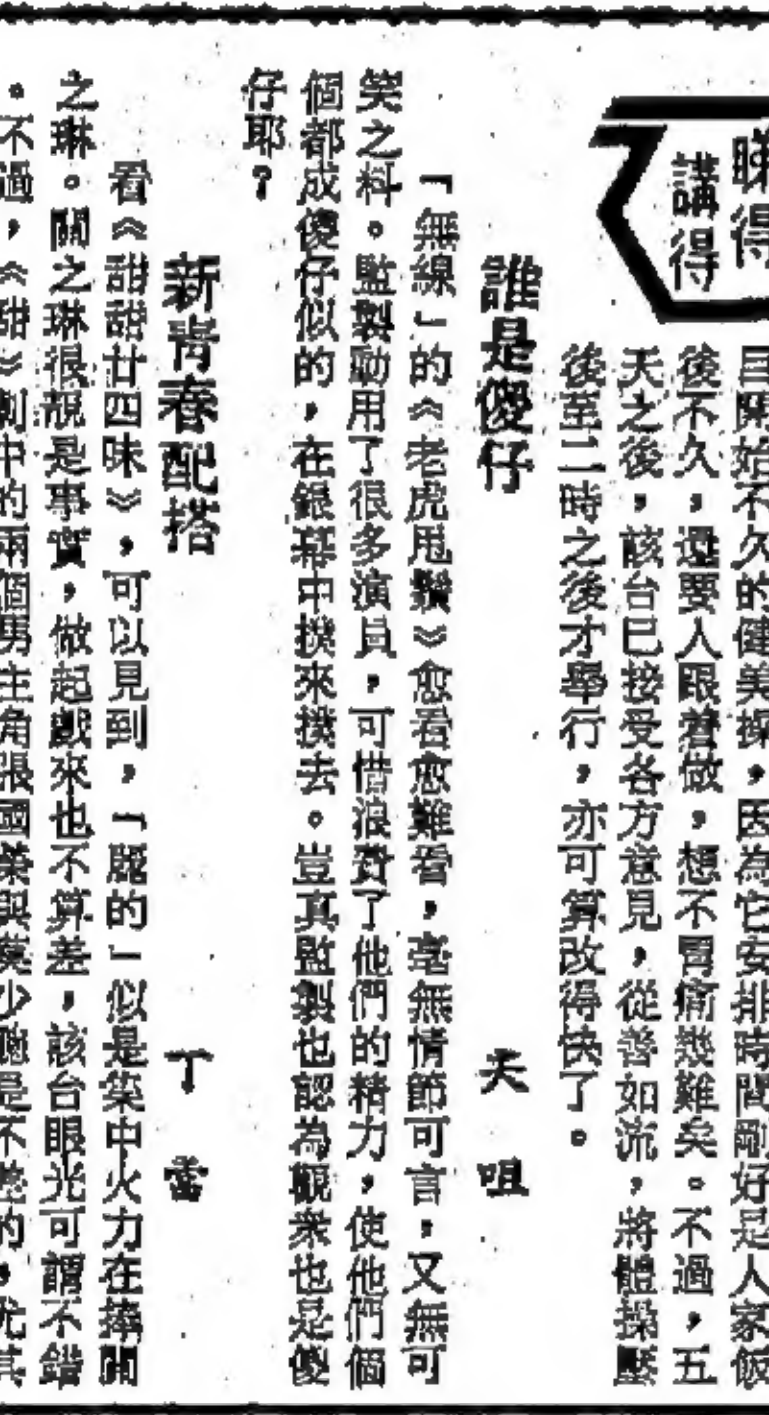 睇得
講得
目開始不久的健美操，因為它安排時間剛好是人家飯
後不久，還要人跟着做，想不胃痛幾難矣。不過，五
天之後，該台已接受各方意見，從善如流，將體操壓
後至二時之後才舉行，亦可算改得快了。
誰是傻仔　天咀
「無線」的《老虎甩鬚》愈看愈難看，毫無情節可言，又無可
笑之料。監製動用了很多演員，可惜浪費了他們的精力，使他們個
個都成傻仔似的，在銀幕中撲來撲去。豈真監製也認為觀衆也是傻
仔耶？
新青春配搭　丁當
看《甜甜廿四味》，可以見到，「麗的」似是集中火力在捧關
之琳。關之琳很靚是事實，做起戲來也不算差，該台眼光可謂不錯
。不過，《甜》劇中的兩個男主角張國榮與葉少聰是不差的，尤其